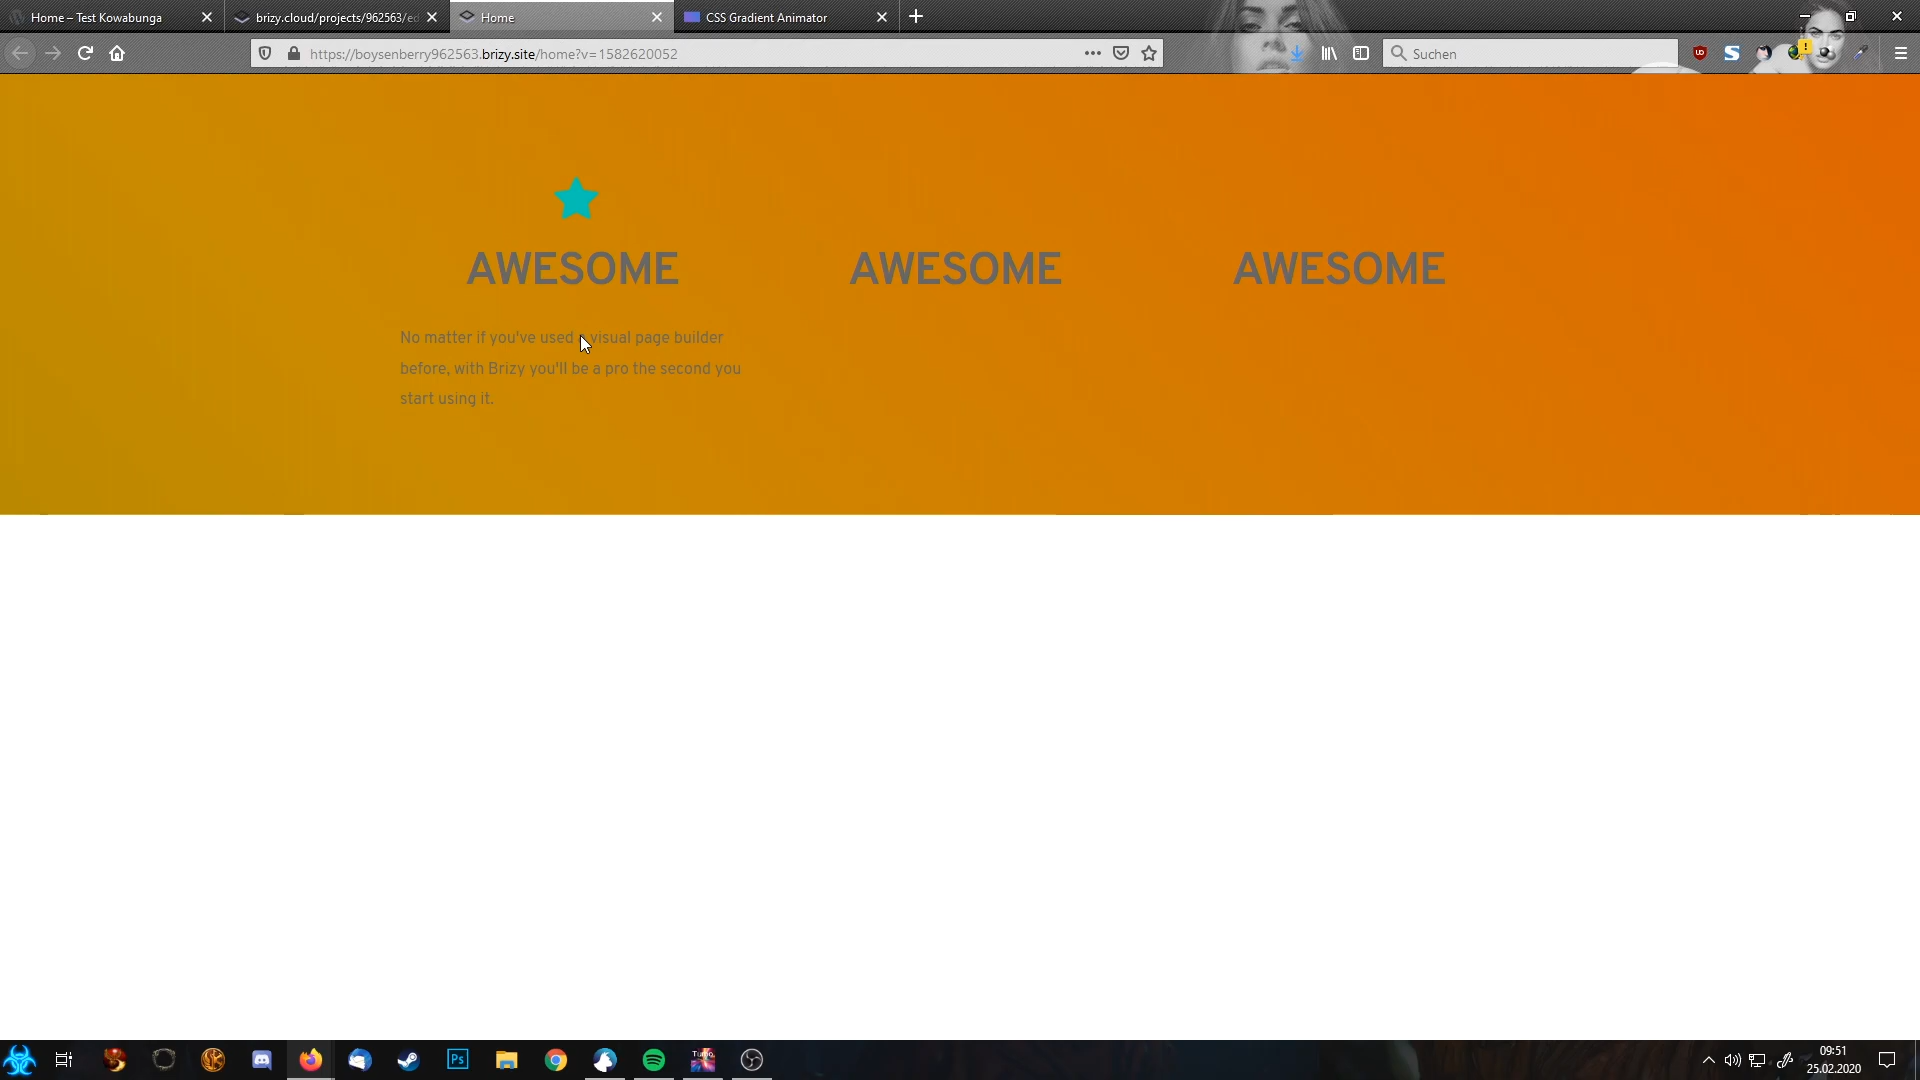 Home – Test Kowabunga
brizy.cloud/projects/962563/ed
Home
CSS Gradient Animator
https://boysenberry962563.brizy.site/home?v=1582620052
Suchen
AWESOME
AWESOME
AWESOME
No matter if you've used a visual page builder
before, with Brizy you'll be a pro the second you
start using it.
Ps
09:51
25.02.2020